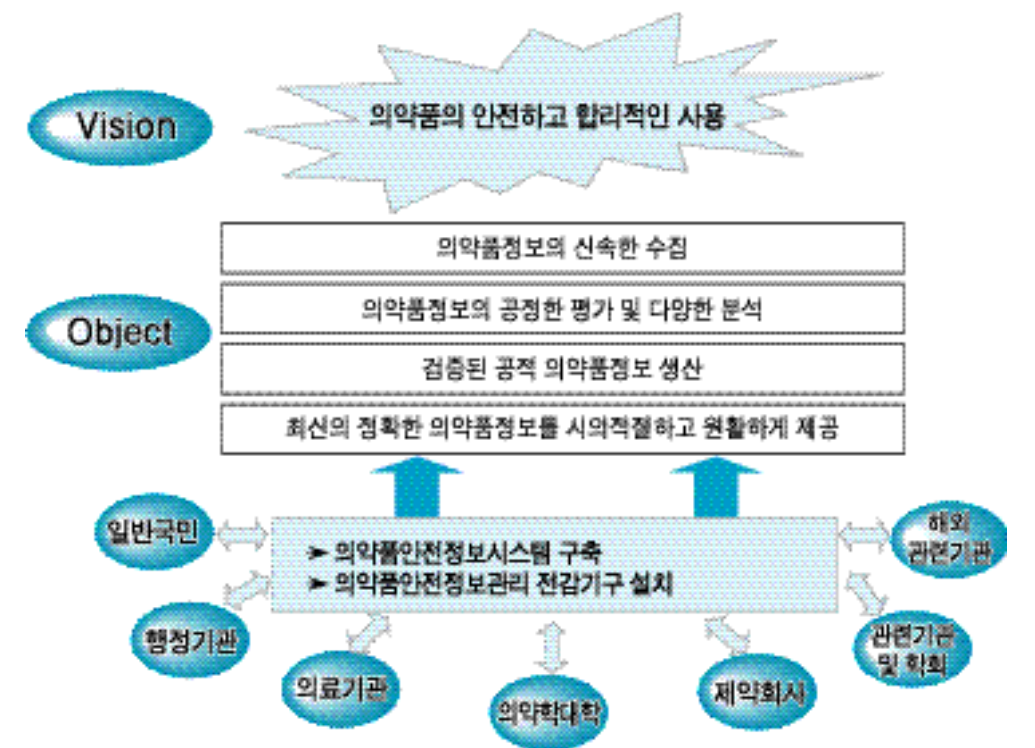 Vision
의약품의 안전하고 합리적인 사용
Object
의약품정보의 신속한 수집
의약품정보의 공정한 평가 및 다양한 분석
검증된 공적 의약품정보 생산
최신의 정확한 의약품정보를 시의적절하고 원활하게 제공
일반국민
➢ 의약품안전정보시스템 구축
➢ 의약품안전정보관리 전감기구 설치
해외
관련기관
행정기관
의료기관
의약학대학
제약회사
관련기관
및 학회